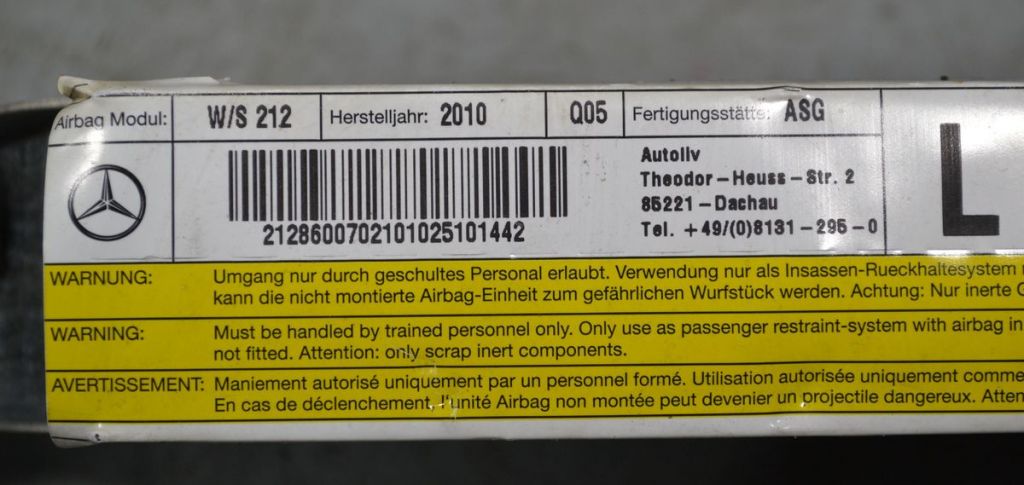 Airbag Modul: W/S 212 Herstelljahr: 2010 Q05 Fertigungsstätte: ASG
L
Autoliv
Theodor-Heuss-Str. 2
85221-Dachau
Tel. +49/(0)8131-295-0
2128600702101025101442
WARNUNG: Umgang nur durch geschultes Personal erlaubt. Verwendung nur als Insassen-Rueckhaltesystem
kann die nicht montierte Airbag-Einheit zum gefährlichen Wurfstück werden. Achtung: Nur inerte
WARNING: Must be handled by trained personnel only. Only use as passenger restraint-system with airbag in
not fitted. Attention: only scrap inert components.
AVERTISSEMENT: Maniement autorisé uniquement par un personnel formé. Utilisation autorisée uniquement comme
En cas de déclenchement, l'unité Airbag non montée peut devenier un projectile dangereux.